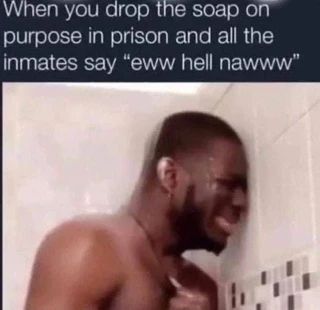 When you drop the soap on
purpose in prison and all the
inmates say “eww hell nawww”